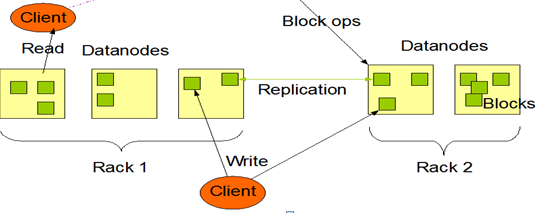 Client
Block ops
Read
Datanodes
Datanodes
Replication
Blocks
Rack 1
Write
Rack 2
Client